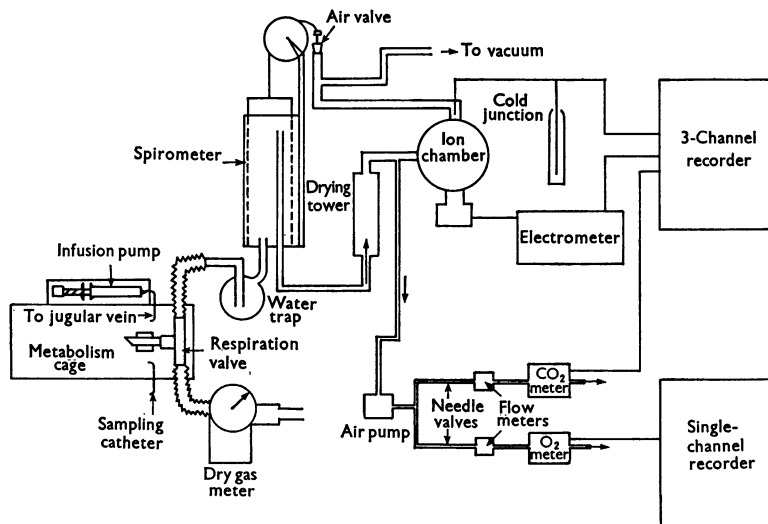 Air valve
To vacuum
Cold
junction
3-Channel
recorder
Ion
chamber
Spirometer
Drying
tower
Electrometer
Infusion pump
Water
trap
To jugular vein
Metabolism
cage
Respiration
valve
Sampling
catheter
Dry gas
meter
Air pump
Needle
valves
Flow
meters
CO2
meter
O2
meter
Single-
channel
recorder